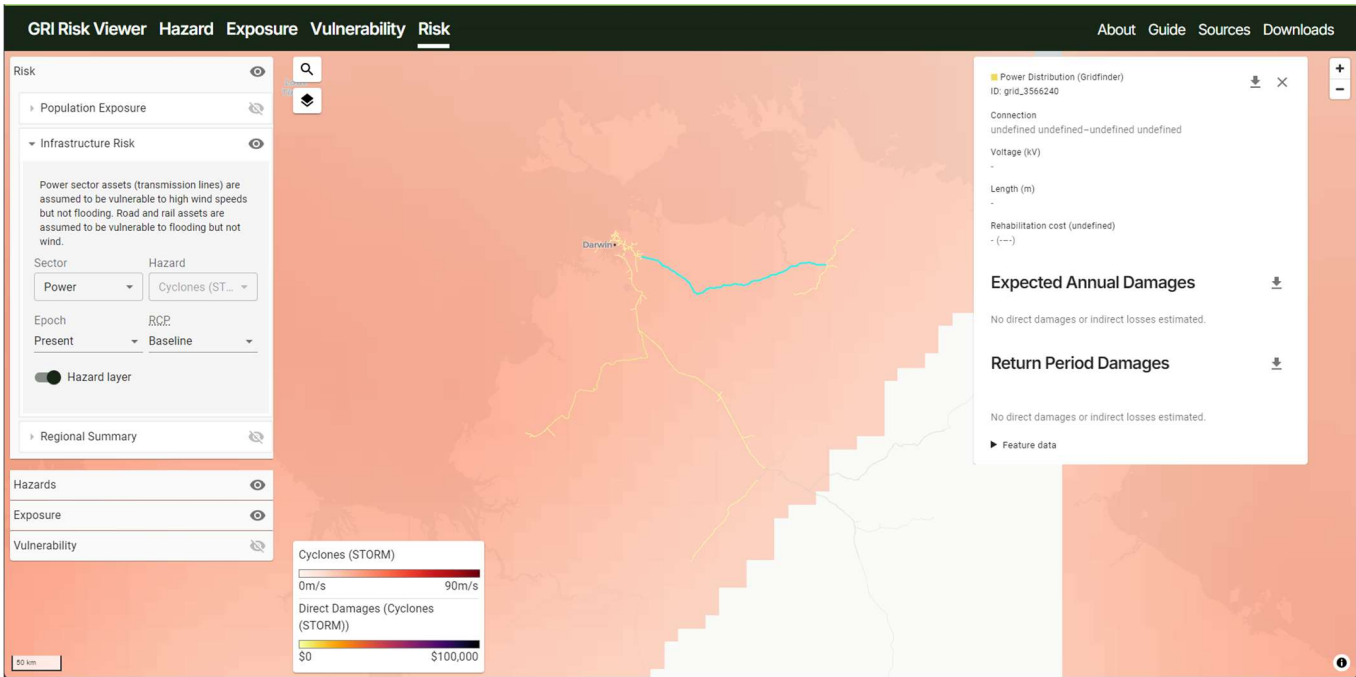 GRI Risk Viewer Hazard Exposure Vulnerability Risk About Guide Sources Downloads
Risk
Population Exposure
Infrastructure Risk
Power sector assets (transmission lines) are
assumed to be vulnerable to high wind speeds
but not flooding. Road and rail assets are
assumed to be vulnerable to flooding but not
wind.
Sector Hazard
Power Cyclones (ST...
Epoch RCP
Present Baseline
Hazard layer
Regional Summary
Hazards
Exposure
Vulnerability
50 km
Darwin
Cyclones (STORM)
0m/s 90m/s
Direct Damages (Cyclones
(STORM))
$0 $100,000
Power Distribution (Gridfinder)
ID: grid_3566240
Connection
undefined undefined–undefined undefined
Voltage (kV)
-
Length (m)
-
Rehabilitation cost (undefined)
- (-–-)
Expected Annual Damages
No direct damages or indirect losses estimated.
Return Period Damages
No direct damages or indirect losses estimated.
Feature data
+
−